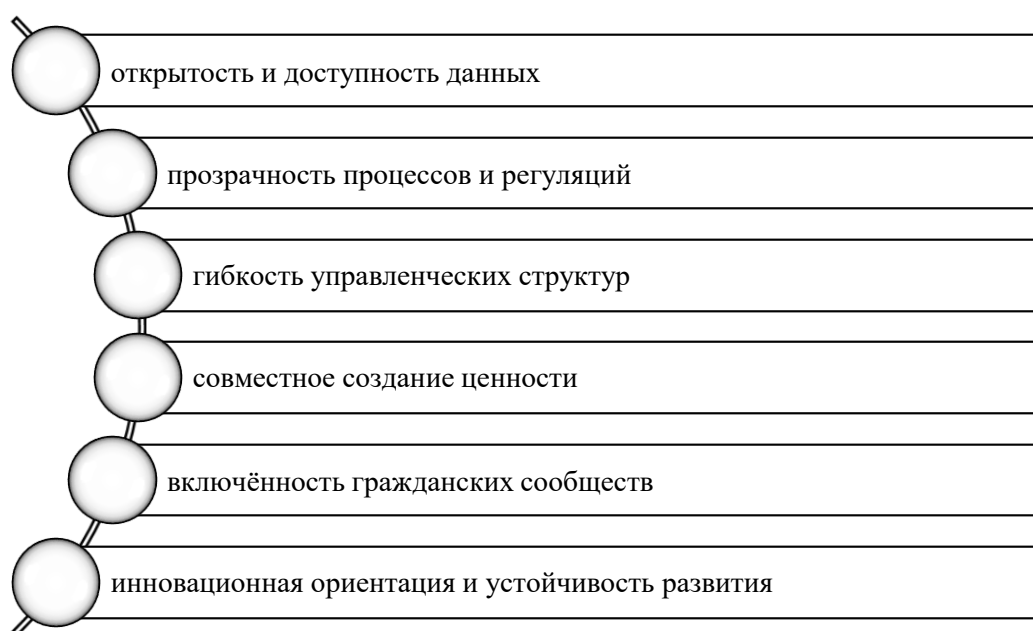 открытость и доступность данных
прозрачность процессов и регуляций
гибкость управленческих структур
совместное создание ценности
включённость гражданских сообществ
инновационная ориентация и устойчивость развития